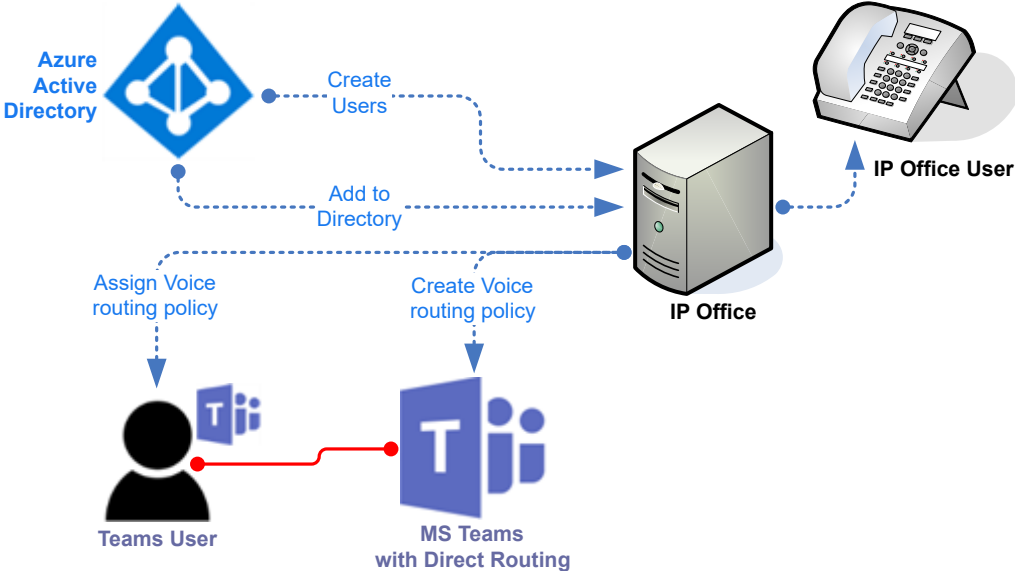 Azure
Active
Directory
Create
Users
IP Office User
Add to
Directory
Assign Voice
routing policy
Create Voice
routing policy
IP Office
T
T
Teams User
MS Teams
with Direct Routing